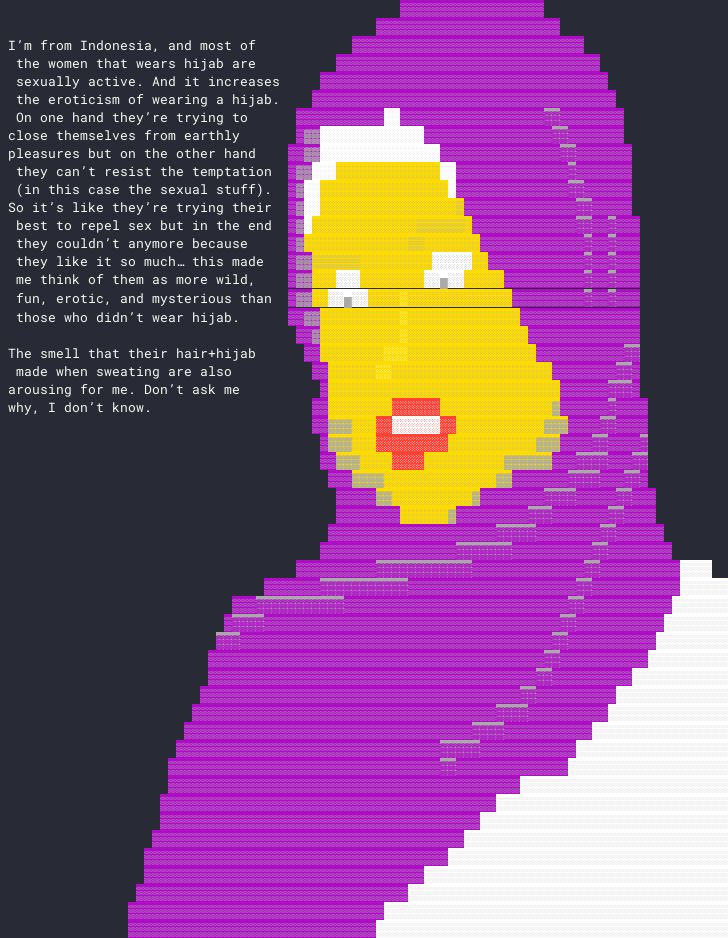 I’m from Indonesia, and most of
the women that wears hijab are
sexually active. And it increases
the eroticism of wearing a hijab.
On one hand they’re trying to
close themselves from earthly
pleasures but on the other hand
they can’t resist the temptation
(in this case the sexual stuff).
So it’s like they’re trying their
best to repel sex but in the end
they couldn’t anymore because
they like it so much… this made
me think of them as more wild,
fun, erotic, and mysterious than
those who didn’t wear hijab.
The smell that their hair+hijab
made when sweating are also
arousing for me. Don’t ask me
why, I don’t know.